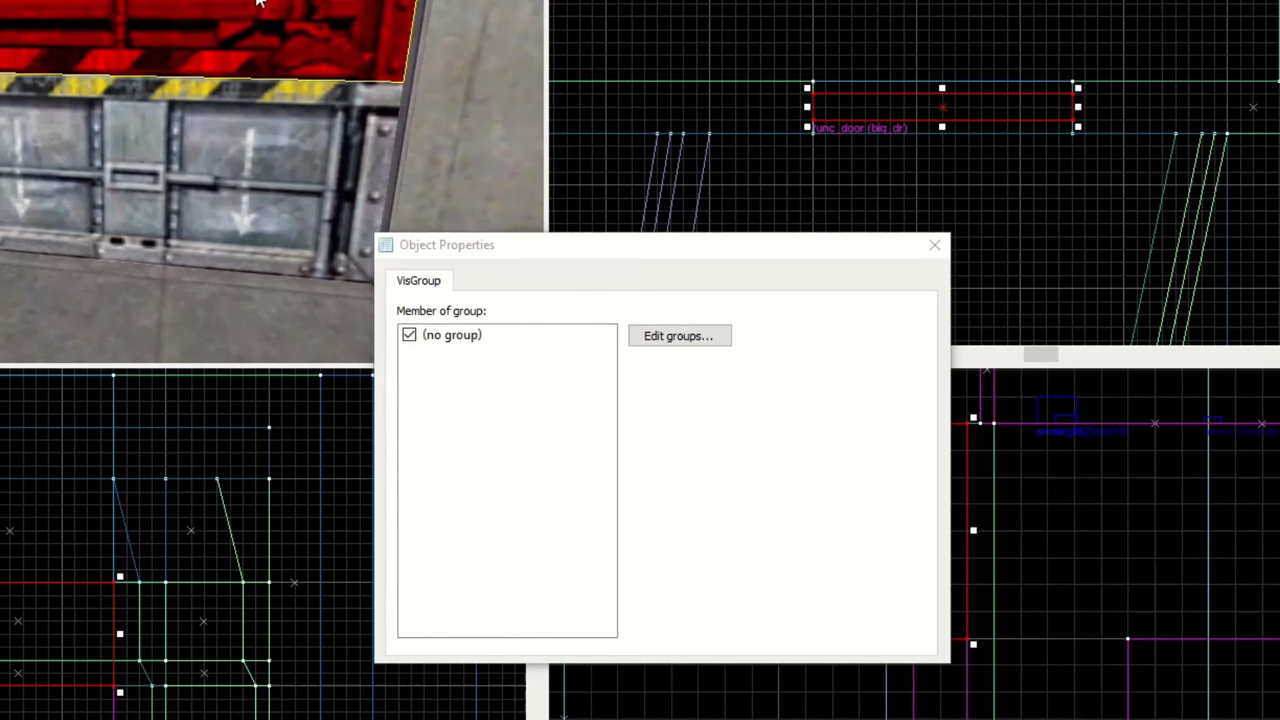 func_door (big_dr)
Object Properties
VisGroup
Member of group:
(no group)
Edit groups...